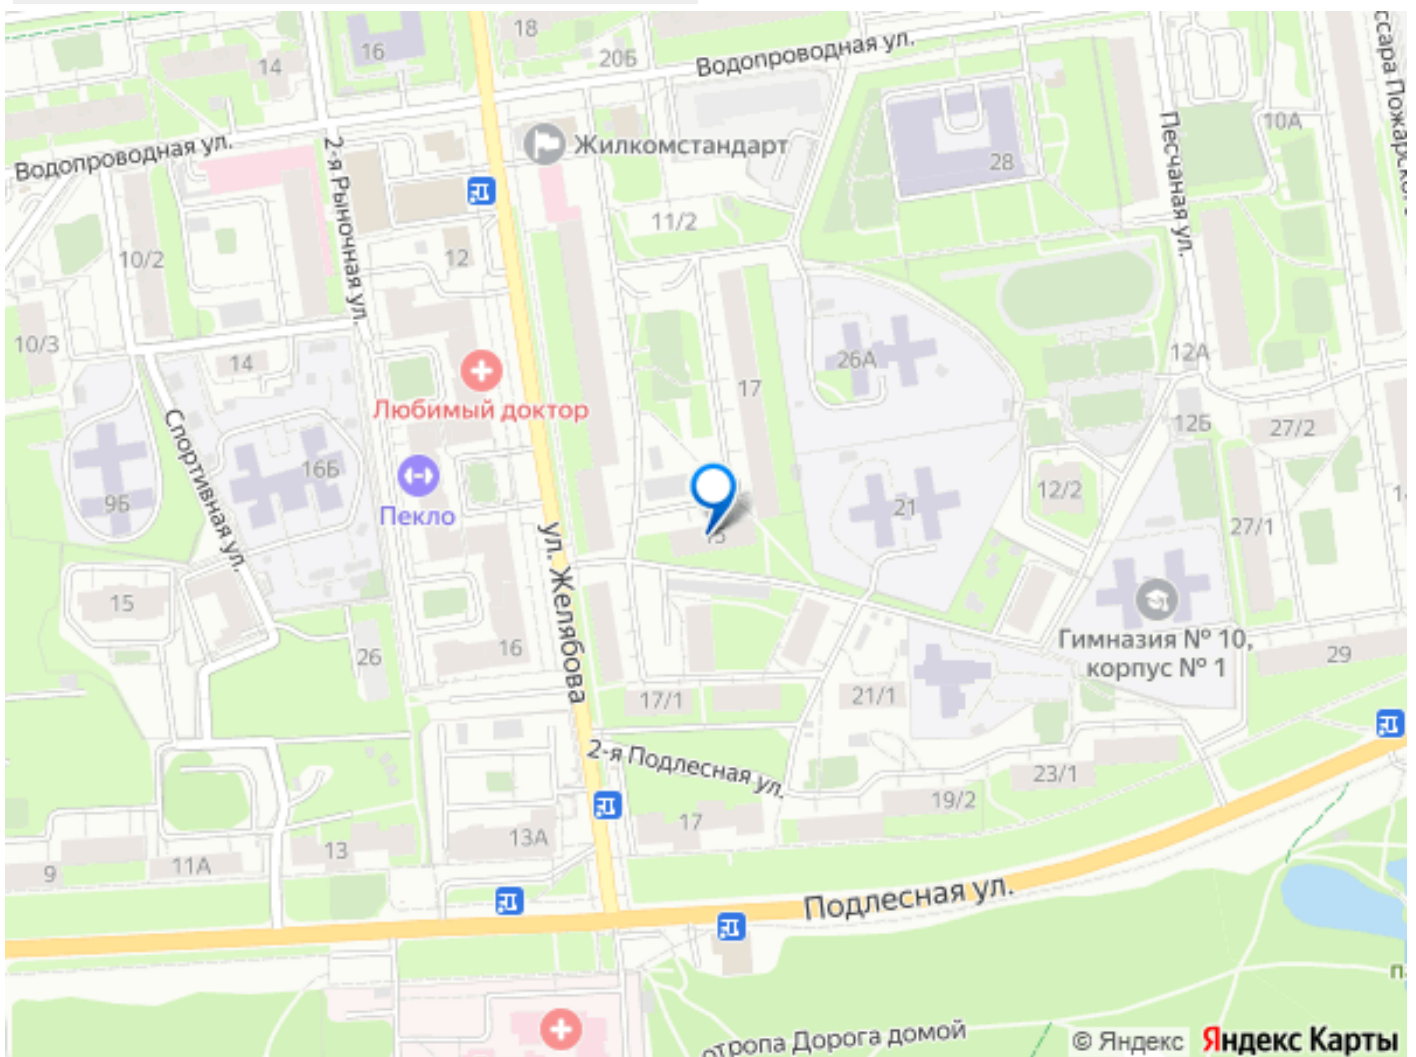 18
16
14
20Б
Водопроводная ул.
ссара Пожарского
10А
Песчаная ул.
Водопроводная ул.
2-я Рыночная ул.
Жилкомстандарт
28
11/2
12
10/2
10/3
14
12А
26А
17
Любимый доктор
Спортивная ул.
12Б
27/2
16Б
9Б
Пекло
12/2
21
27/1
15
ул. Желябова
15
16
26
Гимназия № 10,
корпус № 1
29
17/1
21/1
2-я Подлесная ул.
23/1
19/2
17
13А
13
11А
9
Подлесная ул.
отропа Дорога домой
© Яндекс Яндекс Карты